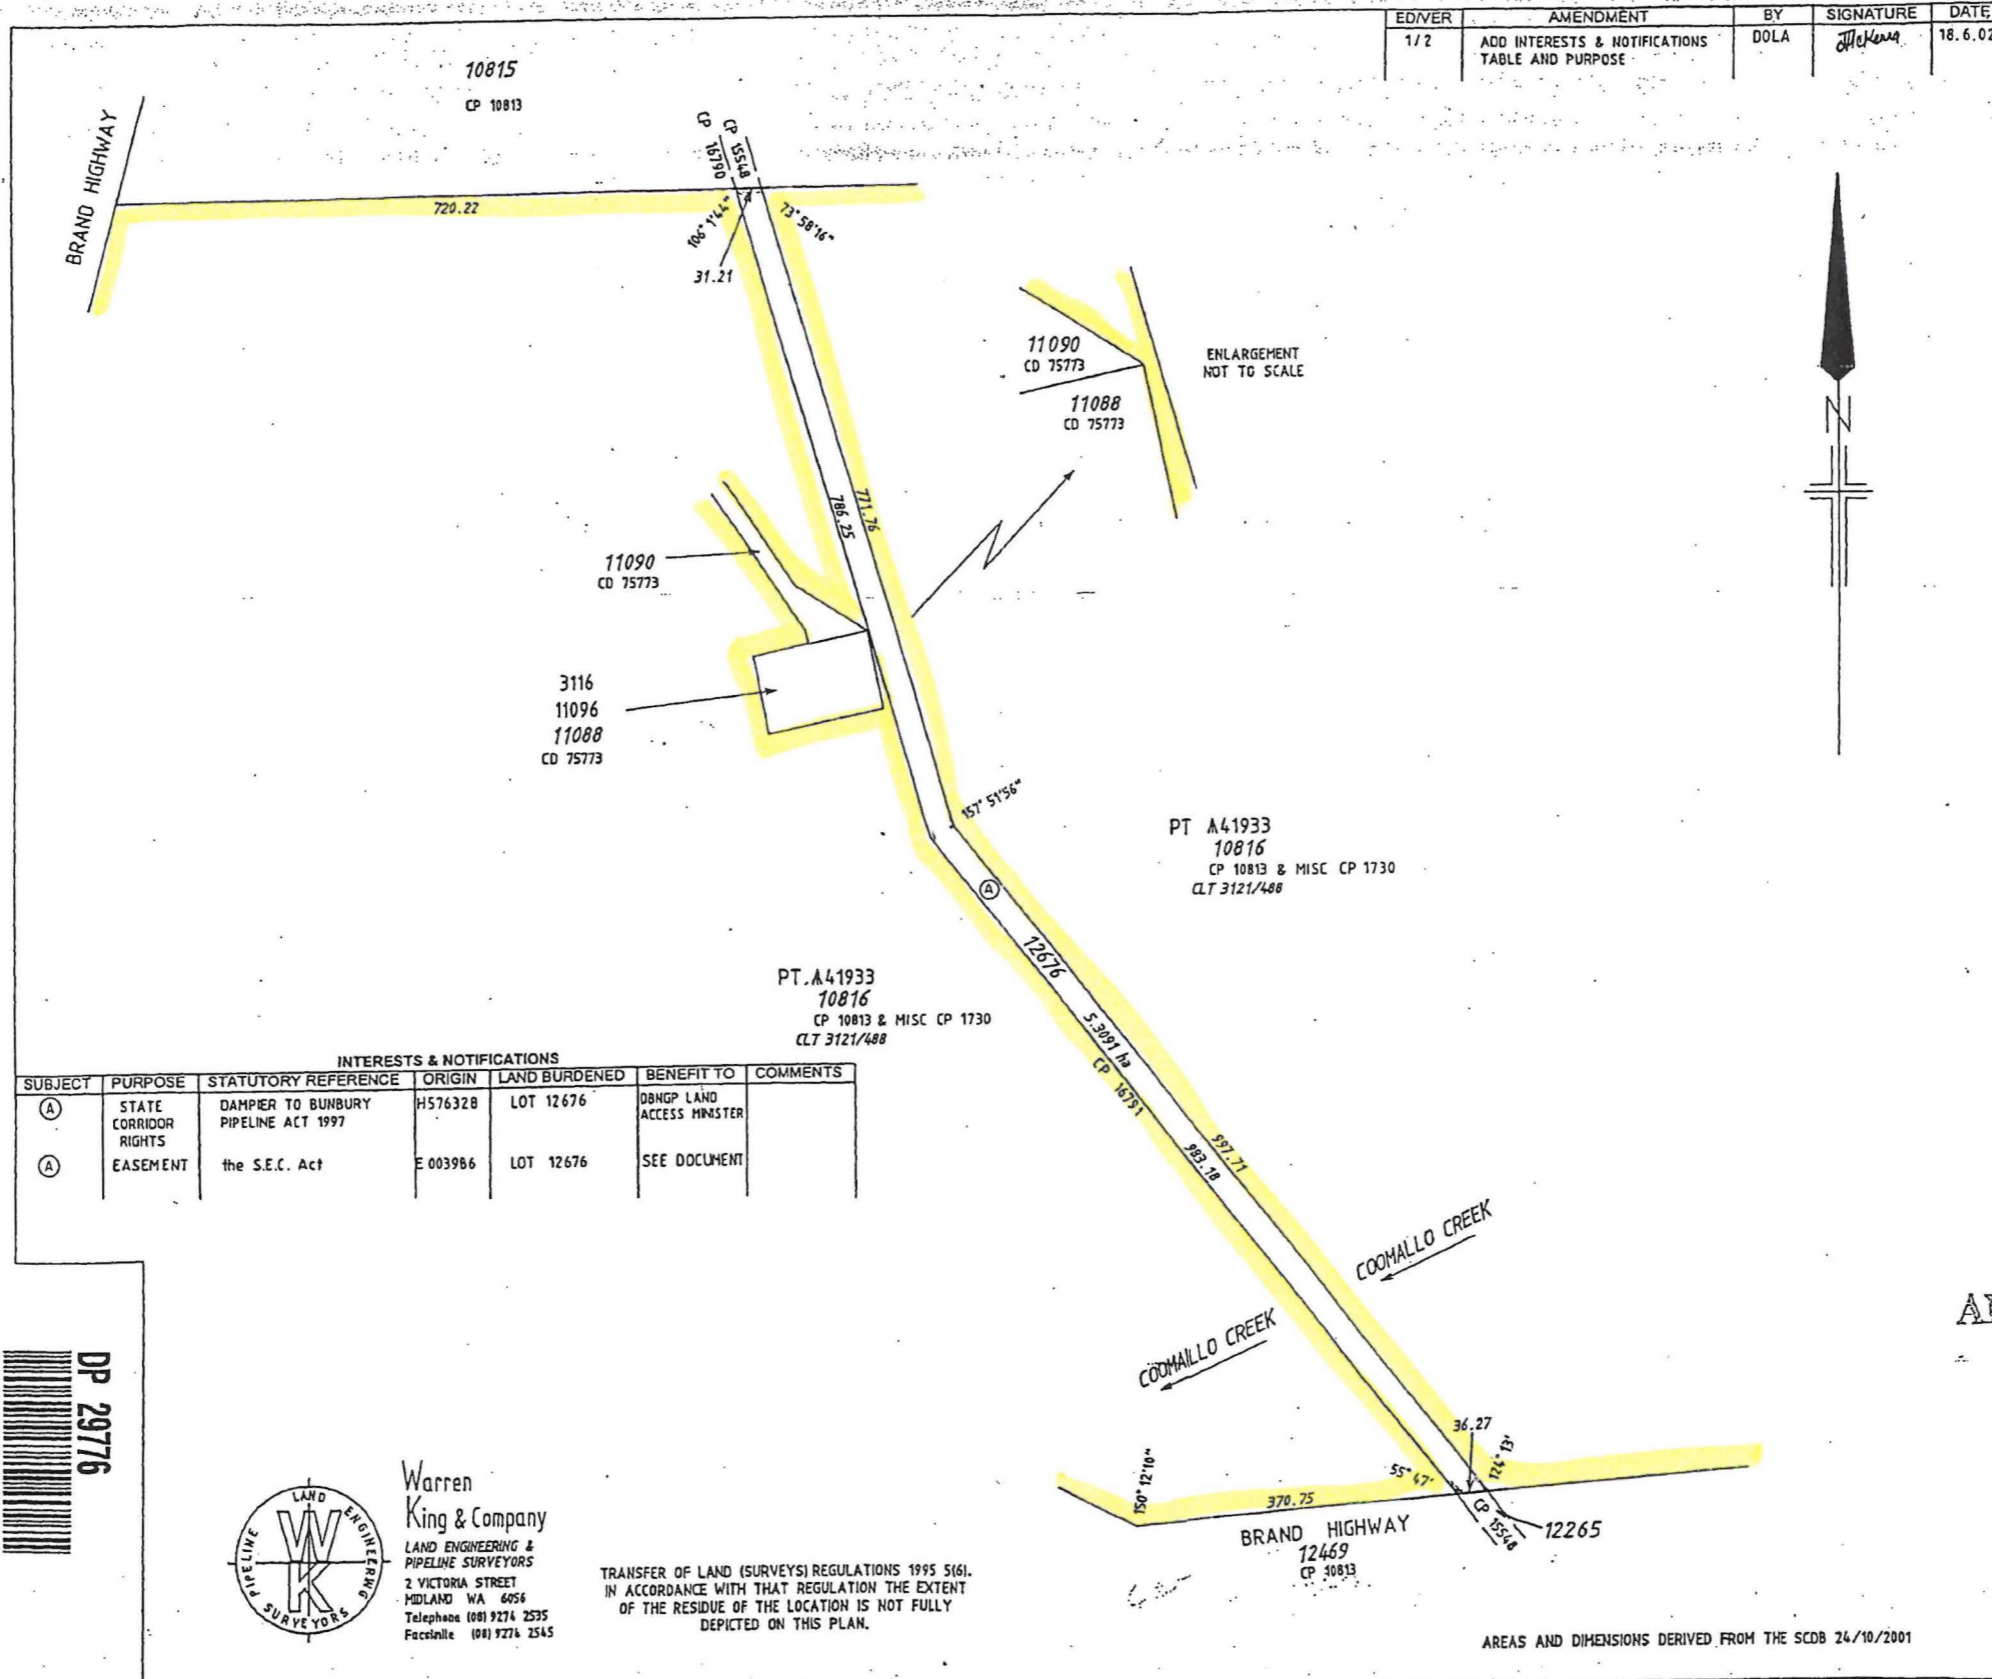 ED/VER AMENDMENT BY SIGNATURE DATE
1/2 ADD INTERESTS & NOTIFICATIONS DOLA 18.6.02
TABLE AND PURPOSE
10815
CP 10813
BRAND HIGHWAY
CP 16790
CP 15548
720.22
106° 1'44"
73° 58'16"
31.21
11090
CD 75773
11088
CD 75773
ENLARGEMENT
NOT TO SCALE
N
786.25
771.76
11090
CD 75773
3116
11096
11088
CD 75773
157° 51'56"
PT A41933
10816
CP 10813 & MISC CP 1730
CLT 3121/488
A
12676
5.3091 ha
CP 16791
PT. A41933
10816
CP 10813 & MISC CP 1730
CLT 3121/488
INTERESTS & NOTIFICATIONS
SUBJECT PURPOSE STATUTORY REFERENCE ORIGIN LAND BURDENED BENEFIT TO COMMENTS
A STATE CORRIDOR RIGHTS DAMPIER TO BUNBURY PIPELINE ACT 1997 H576328 LOT 12676 DBNGP LAND ACCESS MINISTER
A EASEMENT the S.E.C. Act E 003986 LOT 12676 SEE DOCUMENT
997.71
983.18
COOMALLO CREEK
COOMALLO CREEK
36.27
124° 13'
55° 47'
150° 12'10"
370.75
BRAND HIGHWAY
12469
CP 10813
CP 15548
12265
DP 29776
LAND ENGINEERING
PIPELINE SURVEYORS
WK
Warren
King & Company
LAND ENGINEERING &
PIPELINE SURVEYORS
2 VICTORIA STREET
MIDLAND WA 6056
Telephone (08) 9274 2535
Facsimile (08) 9274 2545
TRANSFER OF LAND (SURVEYS) REGULATIONS 1995 5(6).
IN ACCORDANCE WITH THAT REGULATION THE EXTENT
OF THE RESIDUE OF THE LOCATION IS NOT FULLY
DEPICTED ON THIS PLAN.
AREAS AND DIMENSIONS DERIVED FROM THE SCDB 24/10/2001